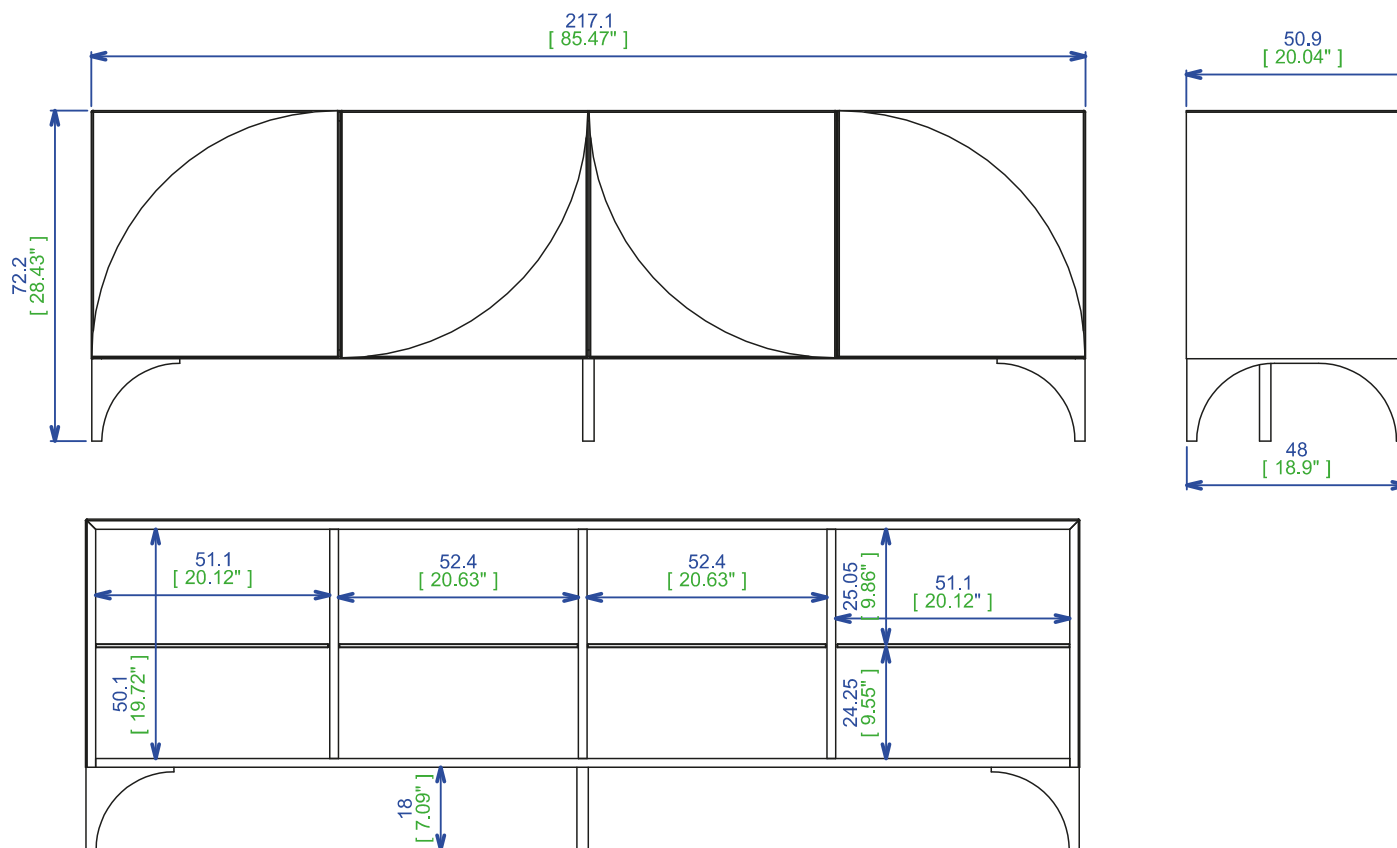 217.1
[ 85.47" ]
50.9
[ 20.04" ]
72.2
[ 28.43" ]
48
[ 18.9" ]
51.1
[ 20.12" ]
52.4
[ 20.63" ]
52.4
[ 20.63" ]
25.05
[ 9.86" ]
51.1
[ 20.12" ]
50.1
[ 19.72" ]
24.25
[ 9.55" ]
18
[ 7.09" ]